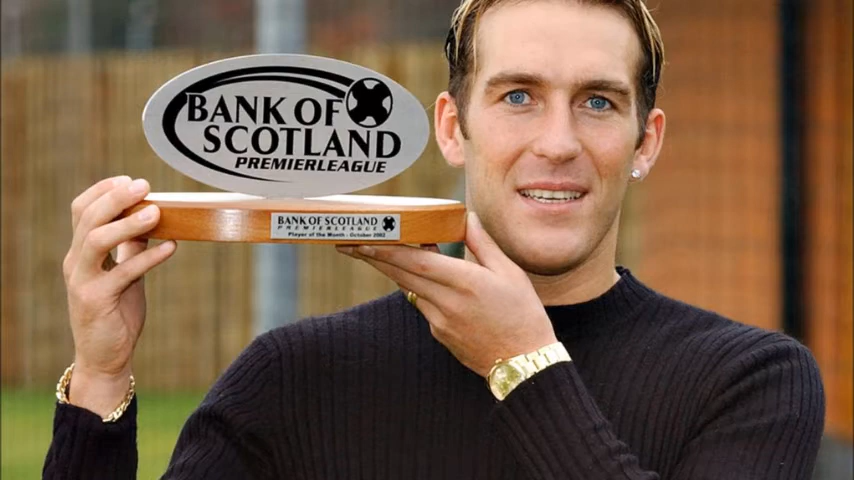 BANK OF
SCOTLAND
PREMIERLEAGUE
BANK OF SCOTLAND
PREMIERLEAGUE
Player of the Month - October 2002